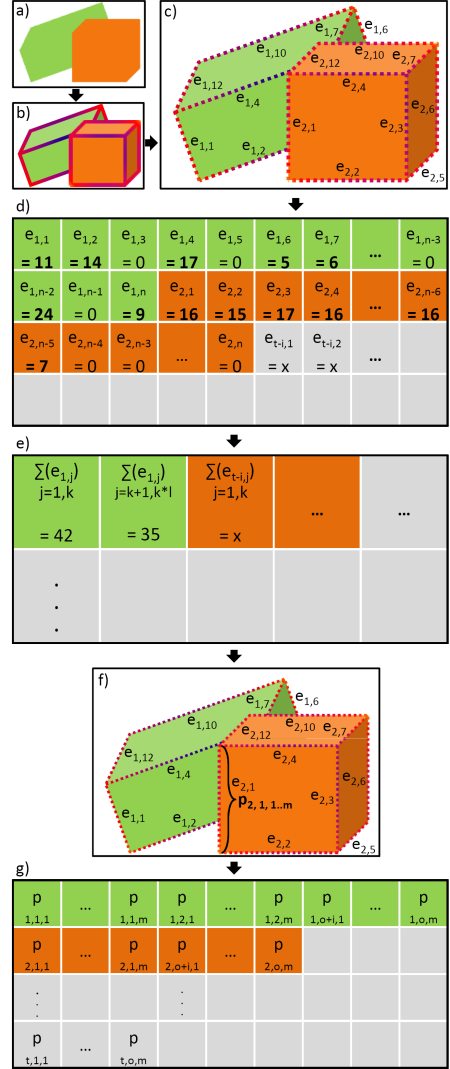 a)
b)
c)
e1,7
e1,6
e1,10
e2,10
e2,12
e2,7
e1,12
e2,4
e1,4
e2,6
e2,1
e2,3
e1,1
e1,2
e2,2
e2,5
d)
e1,1 e1,2 e1,3 e1,4 e1,5 e1,6 e1,7 ... e1,n-3
= 11 = 14 = 0 = 17 = 0 = 5 = 6 = 0
e1,n-2 e1,n-1 e1,n e2,1 e2,2 e2,3 e2,4 ... e2,n-6
= 24 = 0 = 9 = 16 = 15 = 17 = 16 = 16
e2,n-5 e2,n-4 e2,n-3 ... e2,n et-i,1 et-i,2 ...
= 7 = 0 = 0 = 0 = x = x
e)
∑(e1,j) ∑(e1,j) ∑(et-i,j)
j=1,k j=k+1,k*l j=1,k
... ...
= 42 = 35 = x
.
.
.
f)
e1,7
e1,6
e1,10
e2,10
e2,12
e2,7
e1,12
e2,4
e1,4
e2,6
e2,1
p2, 1, 1..m
e2,3
e1,1
e1,2
e2,2
e2,5
g)
p ... p p ... p p ... p
1,1,1 1,1,m 1,2,1 1,2,m 1,o+i,1 1,o,m
p ... p p ... p
2,1,1 2,1,m 2,o+i,1 2,o,m
. .
. .
. .
p ... p
t,1,1 t,o,m